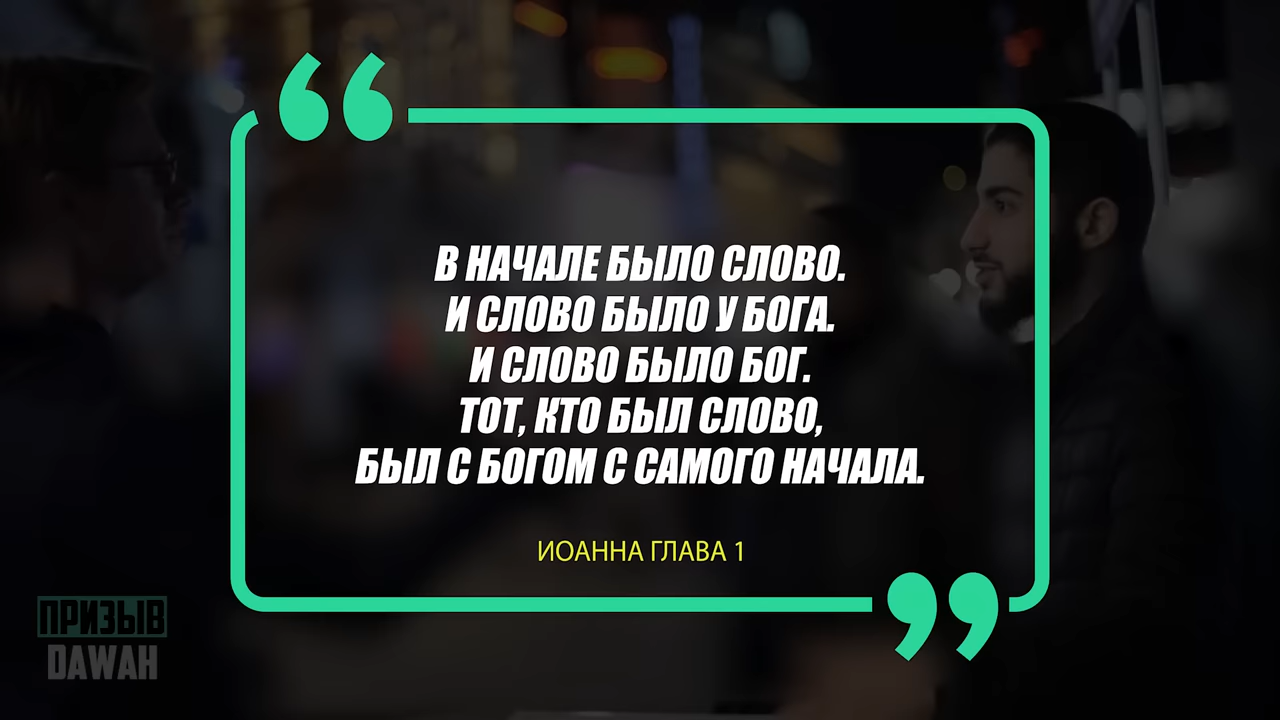 В НАЧАЛЕ БЫЛО СЛОВО.
И СЛОВО БЫЛО У БОГА.
И СЛОВО БЫЛО БОГ.
ТОТ, КТО БЫЛ СЛОВО,
БЫЛ С БОГОМ С САМОГО НАЧАЛА.
ИОАННА ГЛАВА 1
ПРИЗЫВ
DAWAH